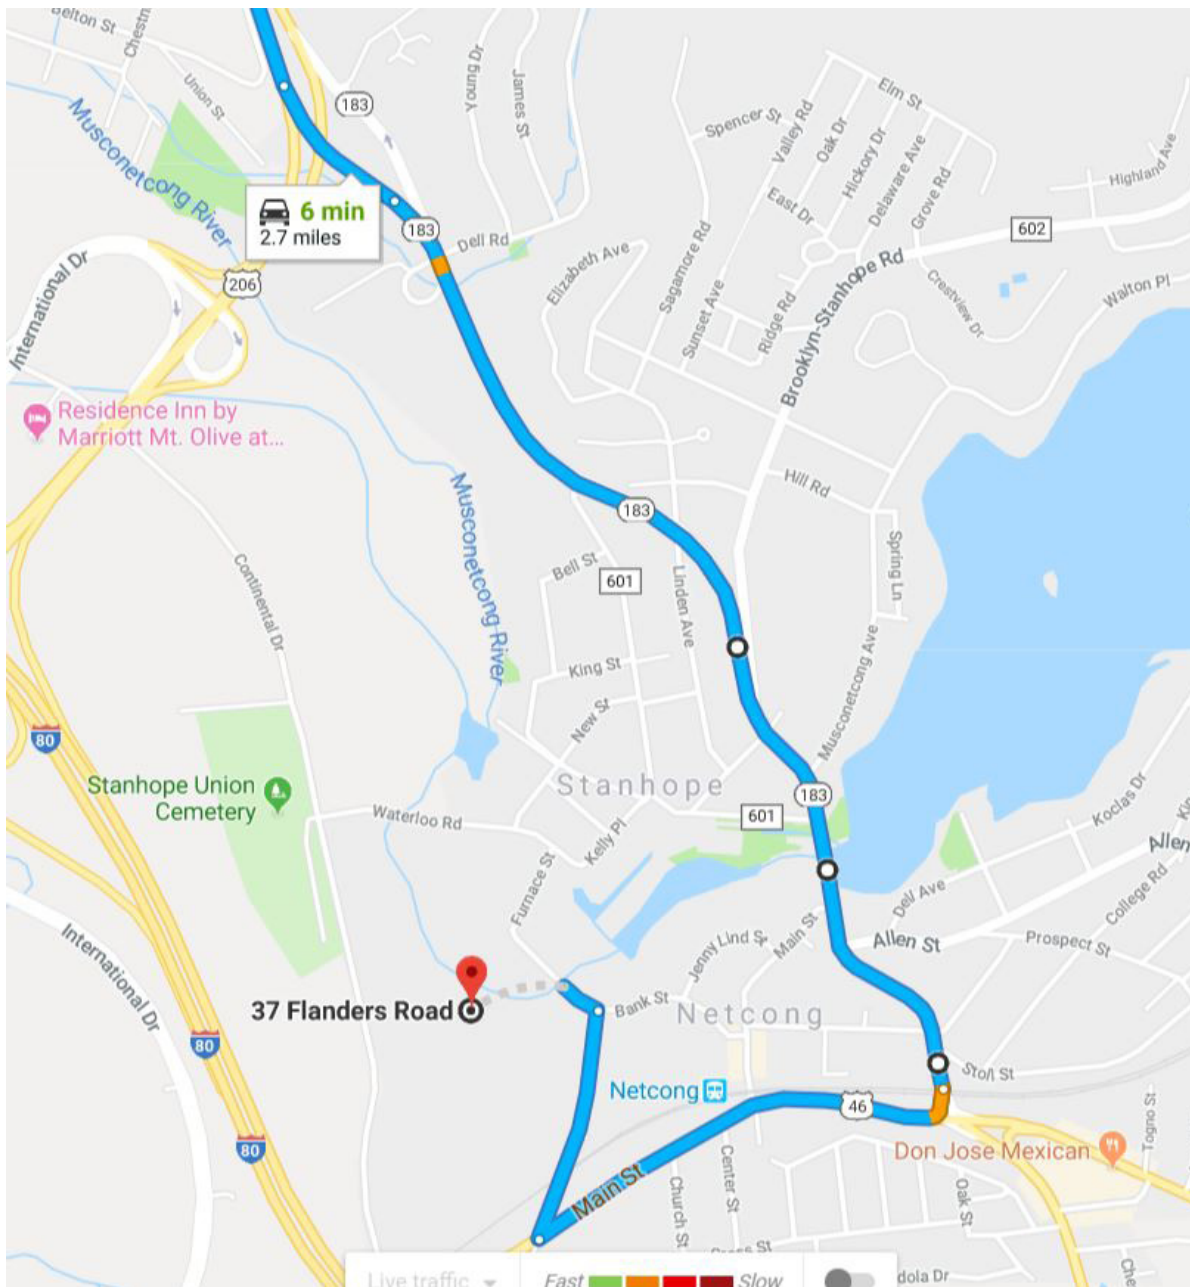 Belton St
Union St
183
Young Dr
James St
Musconetcong River
6 min
2.7 miles
183
Dell Rd
206
International Dr
Spencer St
Valley Rd
Oak Dr
Elm St
Hickory Dr
Delaware Ave
Grove Rd
East Dr
Highland Ave
602
Elizabeth Ave
Sagamore Rd
Sunset Ave
Ridge Rd
Brooklyn-Stanhope Rd
Crestview Dr
Walton Pl
Residence Inn by
Marriott Mt. Olive at...
Musconetcong River
183
Hill Rd
Spring Ln
Bell St
601
Linden Ave
Continental Dr
King St
New St
Musconetcong Ave
80
Stanhope
Stanhope Union
Cemetery
183
601
Waterloo Rd
Kelly Pl
Furnace St
Koclas Dr
Allen
College Rd
Dell Ave
Main St
Allen St
Prospect St
Jenny Lind St
International Dr
37 Flanders Road
Bank St
Netcong
80
Stoll St
Netcong
46
80
Don Jose Mexican
Togno St
Main St
Church St
Center St
Oak St
Live traffic
Fast
Slow